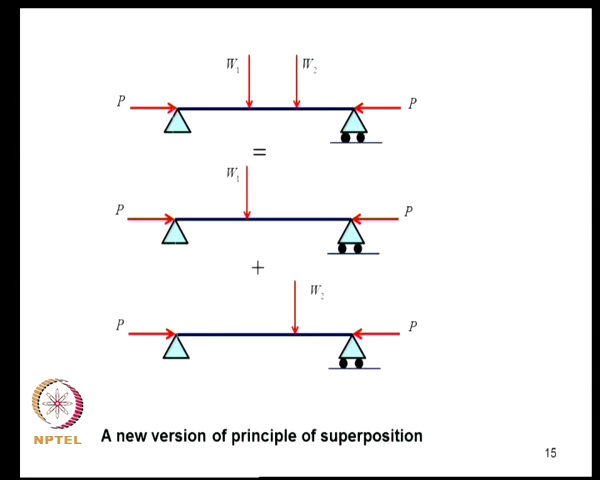 W₁ W₂
P P
=
W₁
P P
+
W₂
P P
NPTEL
A new version of principle of superposition
15